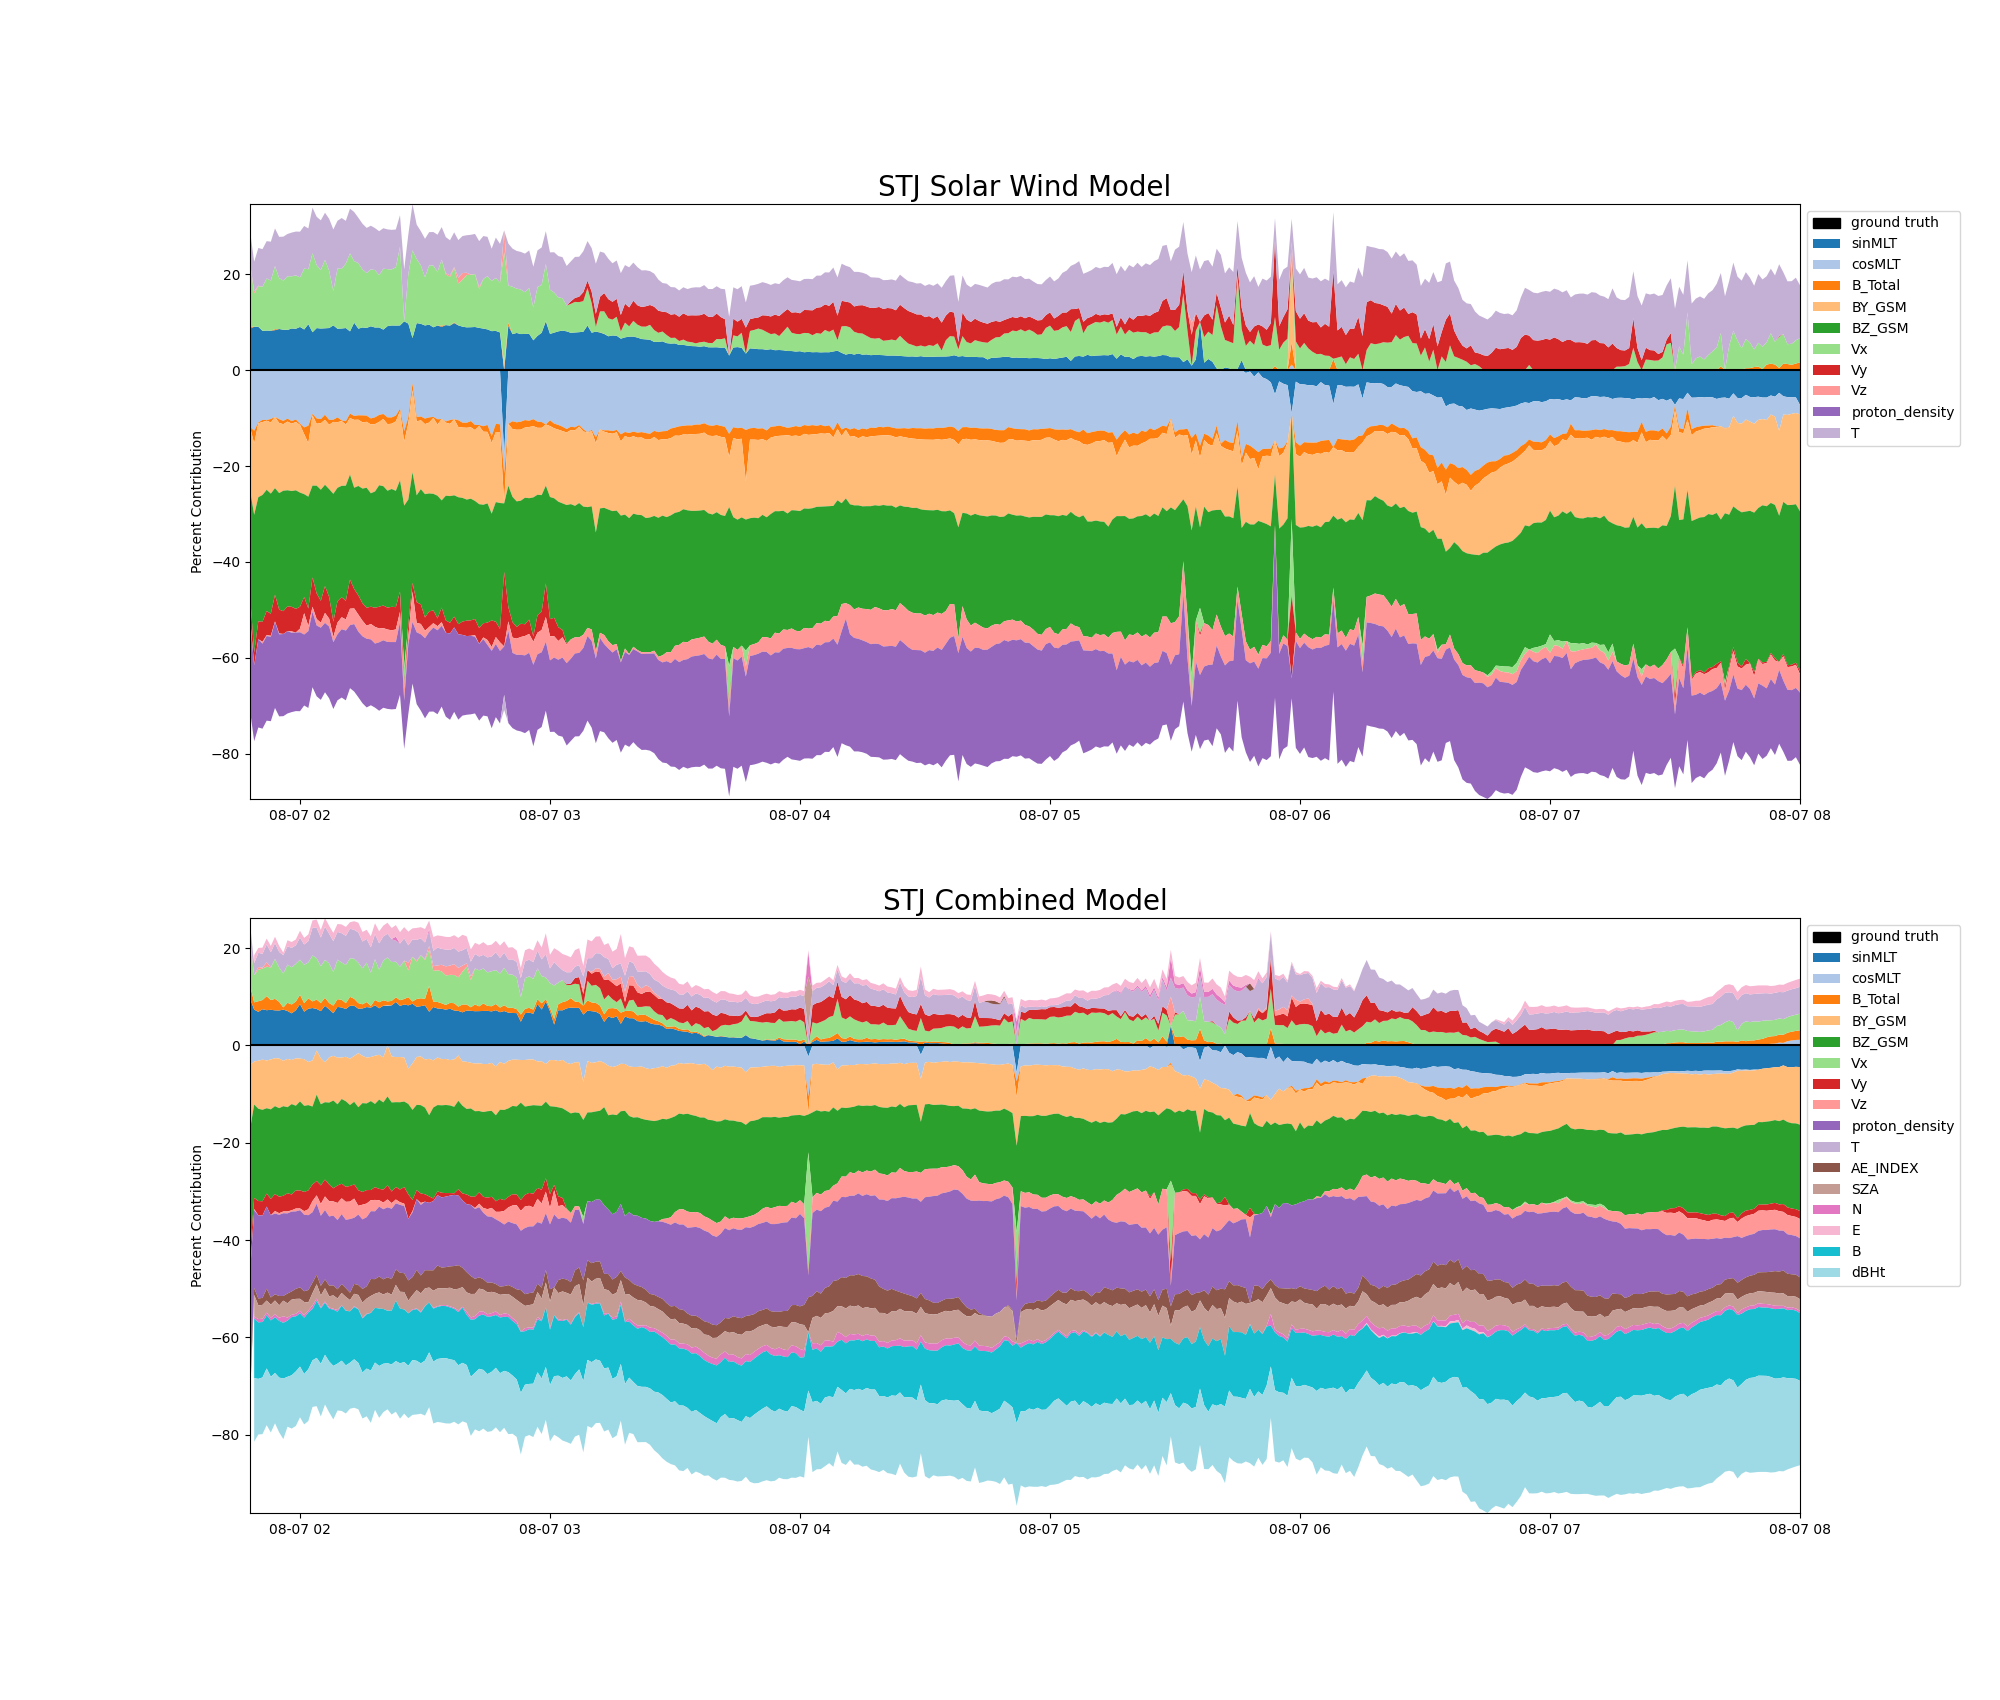 STJ Solar Wind Model
Percent Contribution
20
0
−20
−40
−60
−80
08-07 02
08-07 03
08-07 04
08-07 05
08-07 06
08-07 07
08-07 08
ground truth
sinMLT
cosMLT
B_Total
BY_GSM
BZ_GSM
Vx
Vy
Vz
proton_density
T
STJ Combined Model
Percent Contribution
20
0
−20
−40
−60
−80
08-07 02
08-07 03
08-07 04
08-07 05
08-07 06
08-07 07
08-07 08
ground truth
sinMLT
cosMLT
B_Total
BY_GSM
BZ_GSM
Vx
Vy
Vz
proton_density
T
AE_INDEX
SZA
N
E
B
dBHt